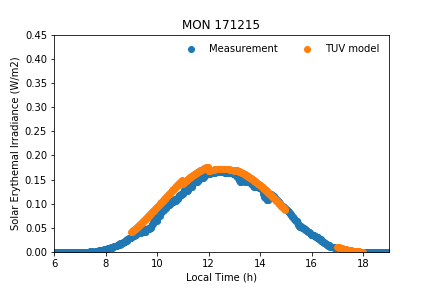 MON 171215
Measurement TUV model
Solar Erythemal Irradiance (W/m2)
0.45
0.40
0.35
0.30
0.25
0.20
0.15
0.10
0.05
0.00
6 8 10 12 14 16 18
Local Time (h)